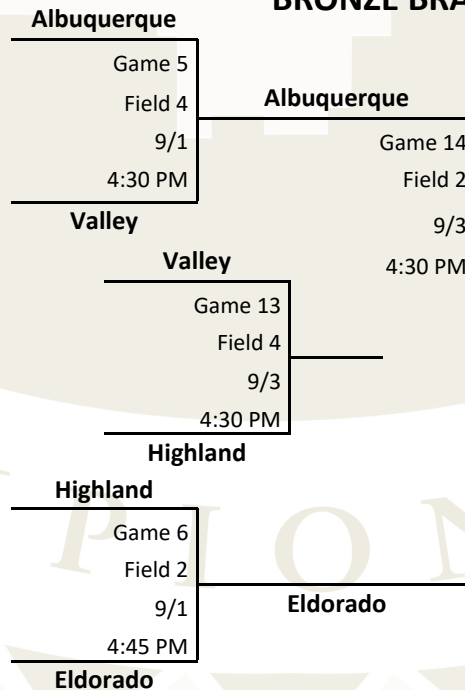 BRONZE BRA
Albuquerque
Game 5
Field 4
9/1
4:30 PM
Valley
Albuquerque
Game 14
Field 2
9/3
4:30 PM
Valley
Game 13
Field 4
9/3
4:30 PM
Highland
Highland
Game 6
Field 2
9/1
4:45 PM
Eldorado
Eldorado
P I O N